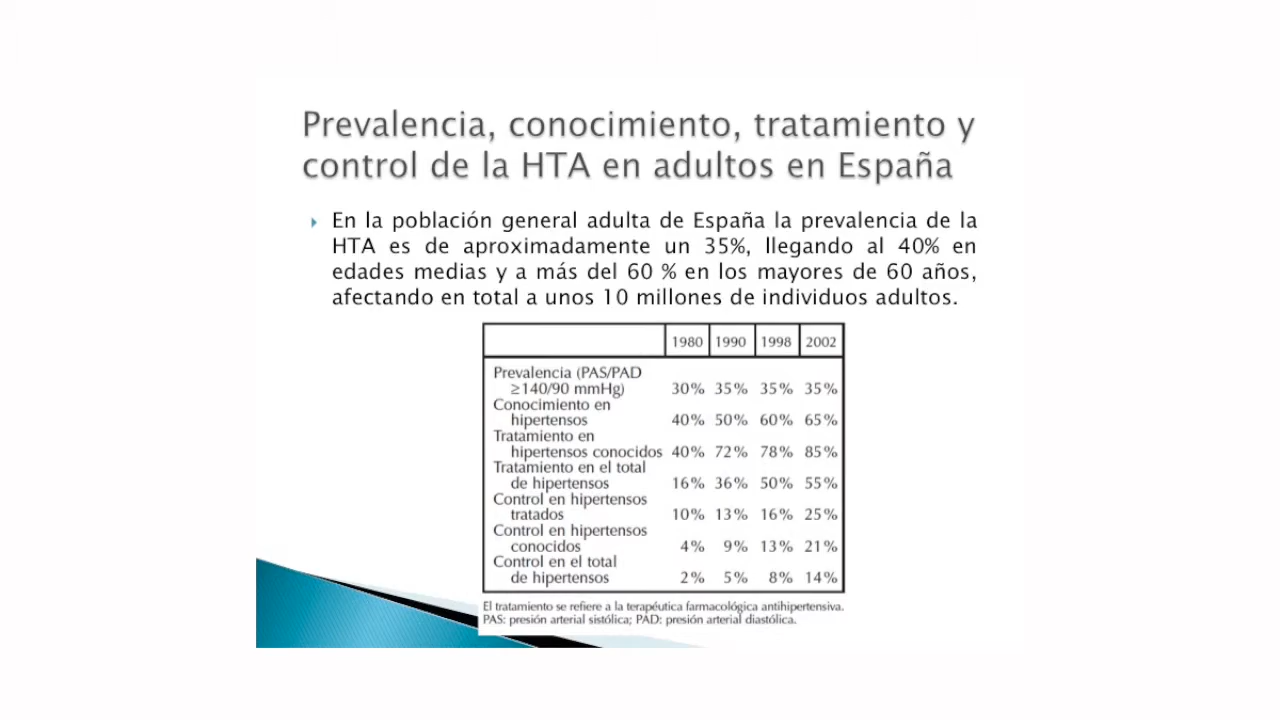 Prevalencia, conocimiento, tratamiento y
control de la HTA en adultos en España
En la población general adulta de España la prevalencia de la
HTA es de aproximadamente un 35%, llegando al 40% en
edades medias y a más del 60 % en los mayores de 60 años,
afectando en total a unos 10 millones de individuos adultos.
1980 1990 1998 2002
Prevalencia (PAS/PAD
≥140/90 mmHg) 30% 35% 35% 35%
Conocimiento en
hipertensos 40% 50% 60% 65%
Tratamiento en
hipertensos conocidos 40% 72% 78% 85%
Tratamiento en el total
de hipertensos 16% 36% 50% 55%
Control en hipertensos
tratados 10% 13% 16% 25%
Control en hipertensos
conocidos 4% 9% 13% 21%
Control en el total
de hipertensos 2% 5% 8% 14%
El tratamiento se refiere a la terapéutica farmacológica antihipertensiva.
PAS: presión arterial sistólica; PAD: presión arterial diastólica.